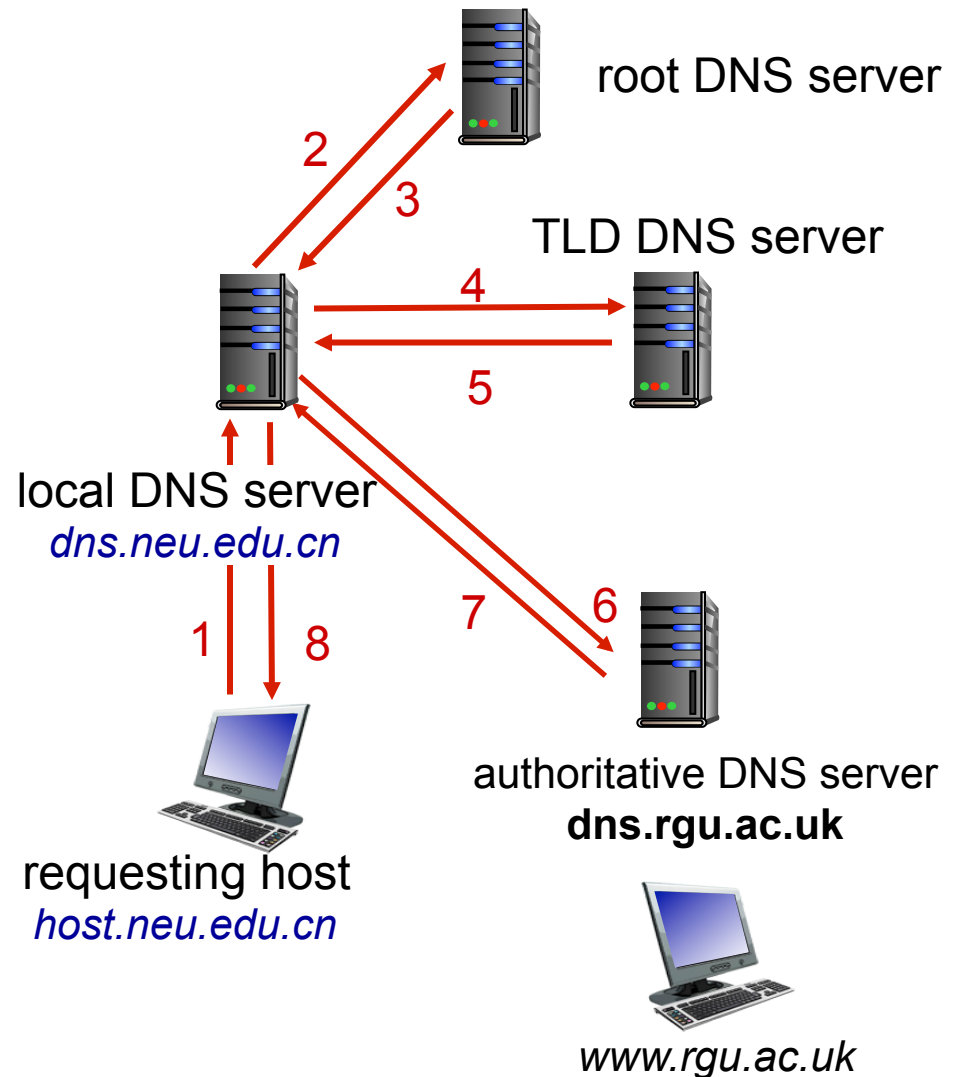 root DNS server
2
3
TLD DNS server
4
5
local DNS server
dns.neu.edu.cn
1
8
7
6
authoritative DNS server
dns.rgu.ac.uk
requesting host
host.neu.edu.cn
www.rgu.ac.uk